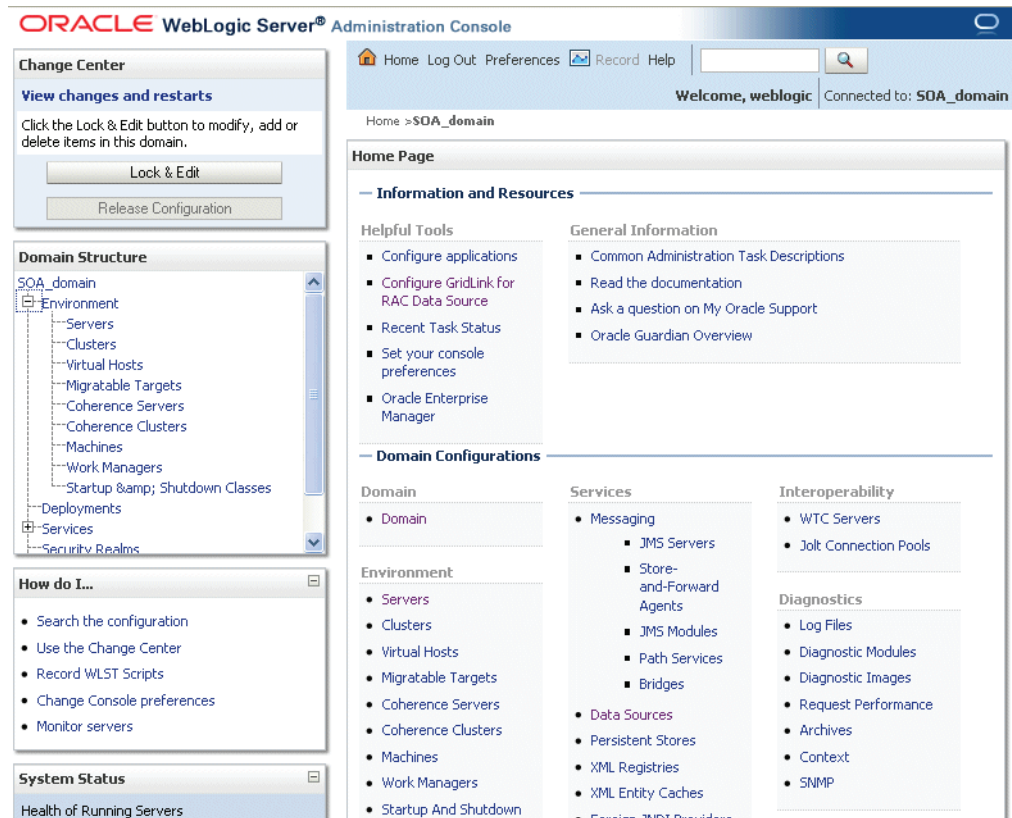 ORACLE WebLogic Server® Administration Console
Change Center
View changes and restarts
Click the Lock & Edit button to modify, add or
delete items in this domain.
Lock & Edit
Release Configuration
Domain Structure
SOA_domain
Environment
Servers
Clusters
Virtual Hosts
Migratable Targets
Coherence Servers
Coherence Clusters
Machines
Work Managers
Startup &amp; Shutdown Classes
Deployments
Services
Security Realms
How do I...
Search the configuration
Use the Change Center
Record WLST Scripts
Change Console preferences
Monitor servers
System Status
Health of Running Servers
Home Log Out Preferences Record Help
Welcome, weblogic Connected to: SOA_domain
Home >SOA_domain
Home Page
Information and Resources
Helpful Tools
Configure applications
Configure GridLink for
RAC Data Source
Recent Task Status
Set your console
preferences
Oracle Enterprise
Manager
General Information
Common Administration Task Descriptions
Read the documentation
Ask a question on My Oracle Support
Oracle Guardian Overview
Domain Configurations
Domain
Domain
Environment
Servers
Clusters
Virtual Hosts
Migratable Targets
Coherence Servers
Coherence Clusters
Machines
Work Managers
Startup And Shutdown
Services
Messaging
JMS Servers
Store-
and-Forward
Agents
JMS Modules
Path Services
Bridges
Data Sources
Persistent Stores
XML Registries
XML Entity Caches
Foreign JNDI Providers
Interoperability
WTC Servers
Jolt Connection Pools
Diagnostics
Log Files
Diagnostic Modules
Diagnostic Images
Request Performance
Archives
Context
SNMP